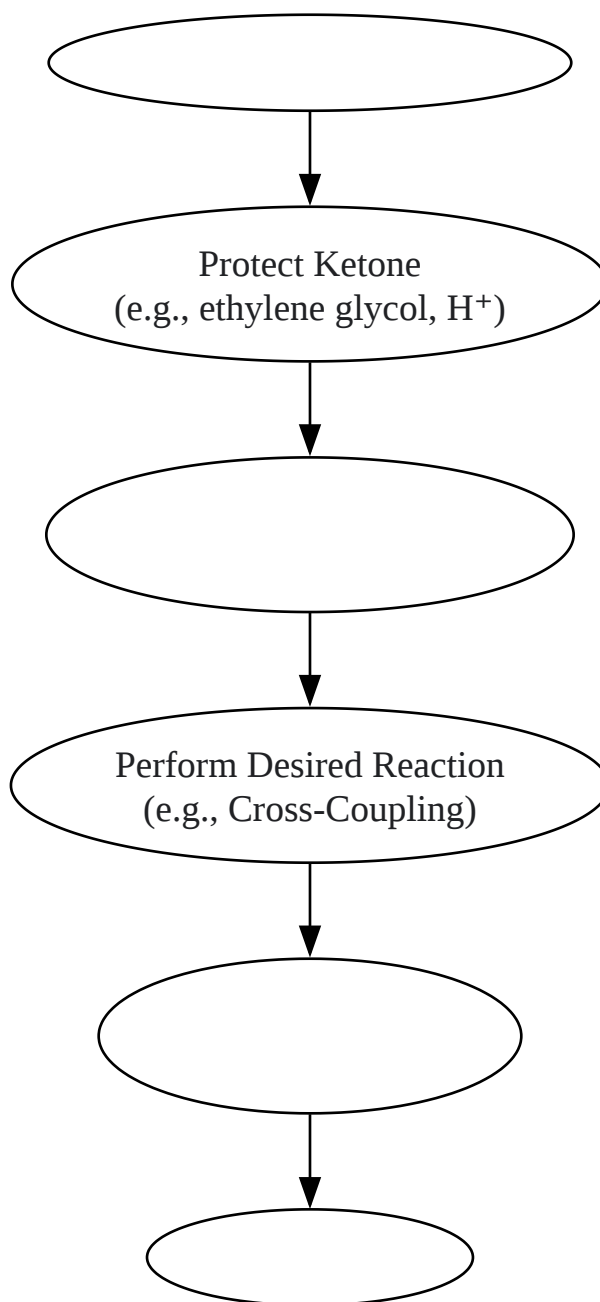 Protect Ketone
(e.g., ethylene glycol, H⁺)
Perform Desired Reaction
(e.g., Cross-Coupling)